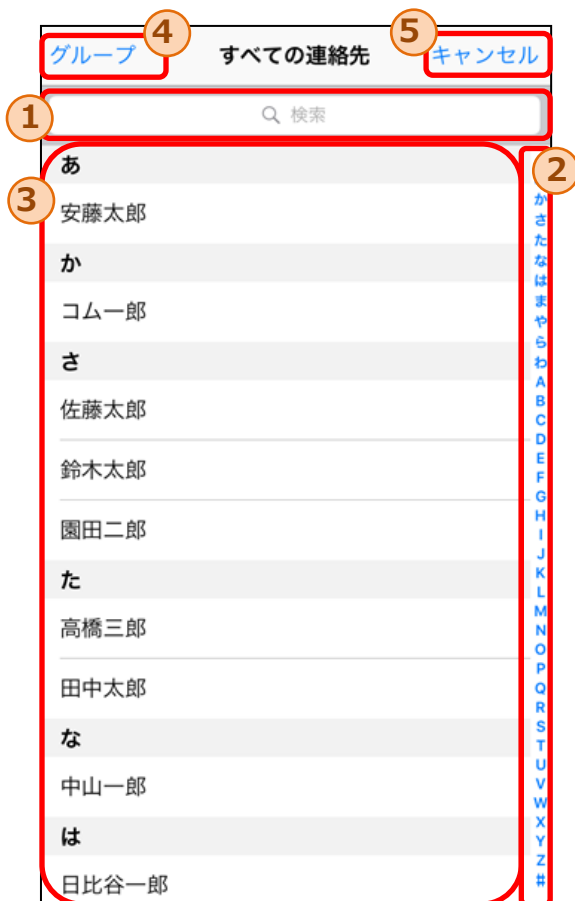 4
5
グループ すべての連絡先 キャンセル
1
検索
2
3
あ
安藤太郎
か
コム一郎
さ
佐藤太郎
鈴木太郎
園田二郎
た
高橋三郎
田中太郎
な
中山一郎
は
日比谷一郎
か
さ
た
な
は
ま
や
ら
わ
A
B
C
D
E
F
G
H
I
J
K
L
M
N
O
P
Q
R
S
T
U
V
W
X
Y
Z
#